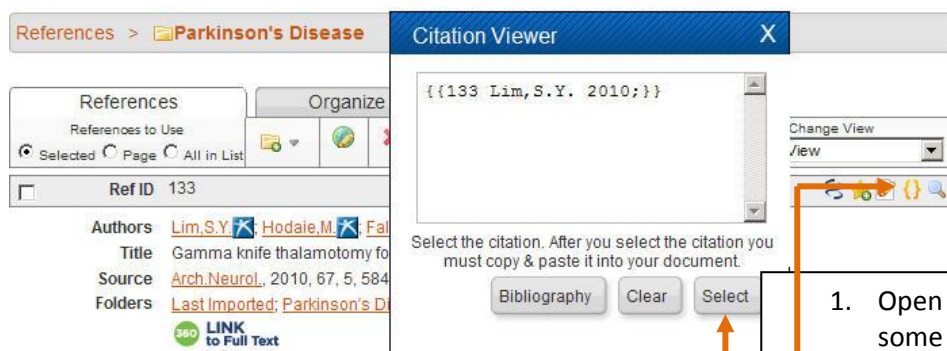 References > Parkinson's Disease
Citation Viewer X
{{133 Lim,S.Y. 2010;}}
References Organize
References to Use
Selected Page All in List
Change View
View
Ref ID 133
Authors Lim,S.Y. ; Hodaie,M. ; Fal
Title Gamma knife thalamotomy fo
Source Arch.Neurol., 2010, 67, 5, 584
Folders Last Imported; Parkinson's Di
360 LINK
to Full Text
Select the citation. After you select the citation you
must copy & paste it into your document.
Bibliography Clear Select
1. Open
some